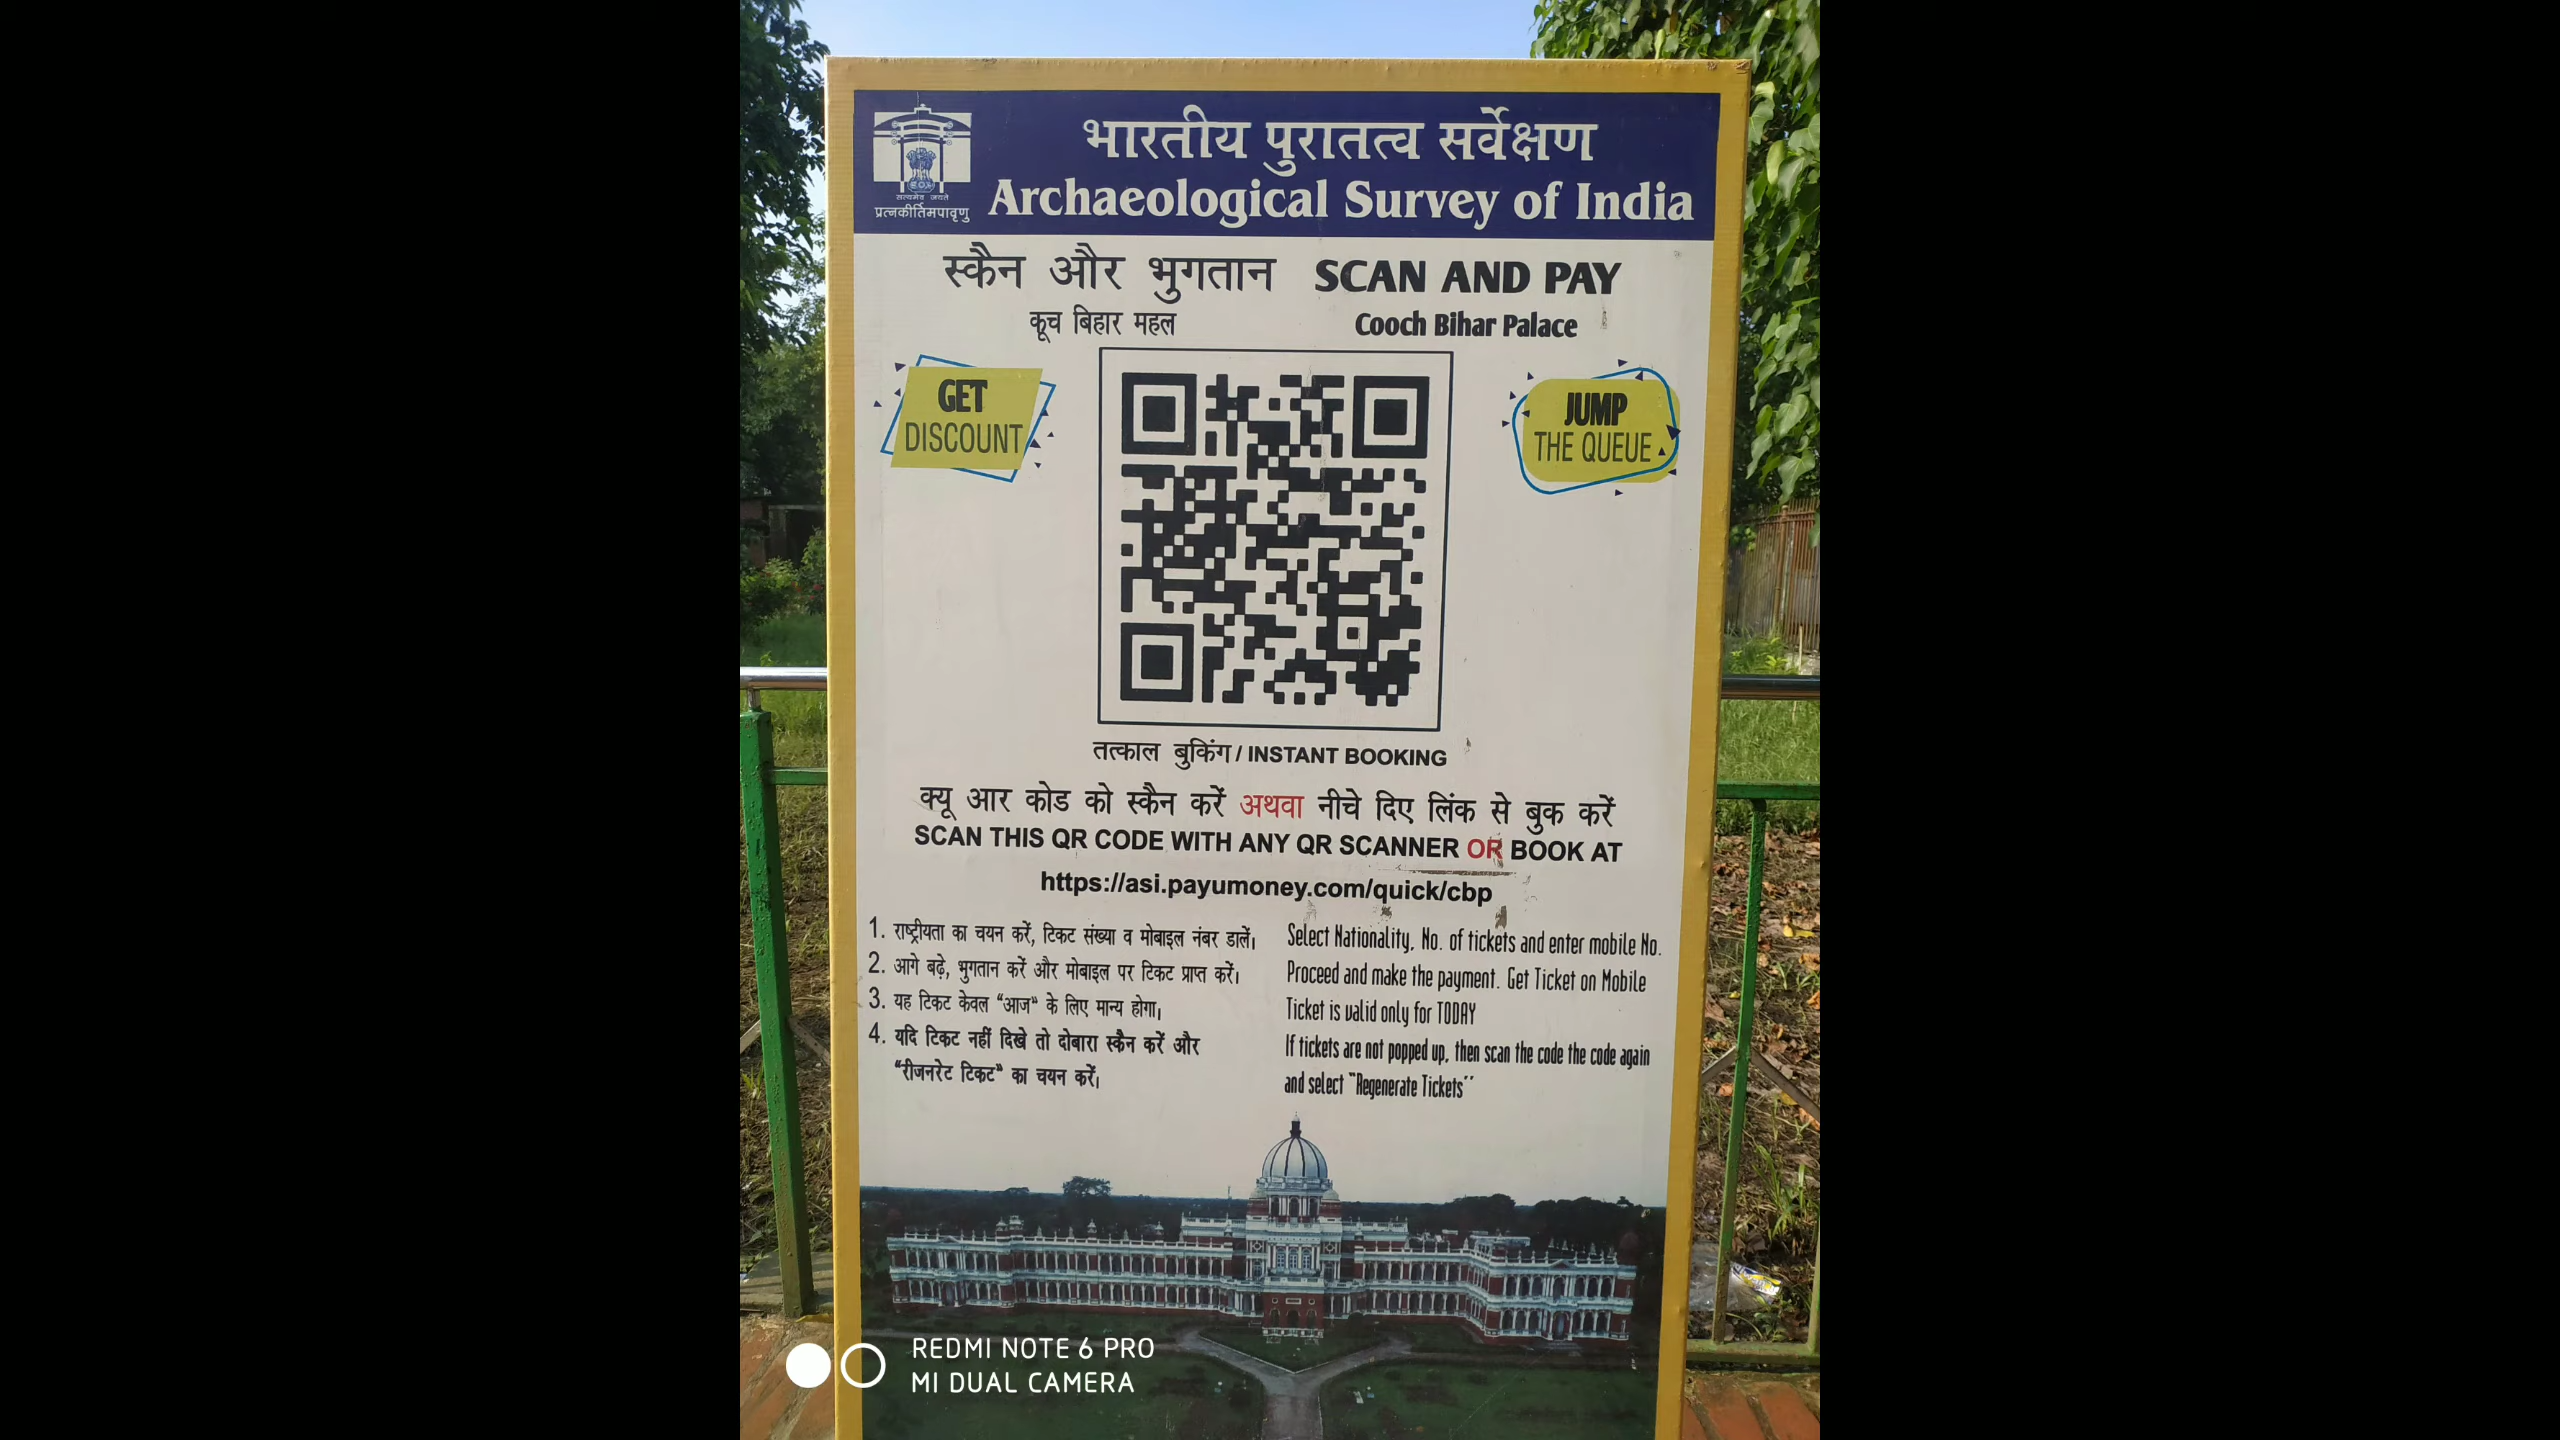 भारतीय पुरातत्व सर्वेक्षण
Archaeological Survey of India
सत्यमेव जयते
प्रत्नकीर्तिमपावृणु
स्कैन और भुगतान SCAN AND PAY
कूच बिहार महल Cooch Bihar Palace
GET
DISCOUNT
JUMP
THE QUEUE
तत्काल बुकिंग / INSTANT BOOKING
क्यू आर कोड को स्कैन करें अथवा नीचे दिए लिंक से बुक करें
SCAN THIS QR CODE WITH ANY QR SCANNER OR BOOK AT
https://asi.payumoney.com/quick/cbp
1. राष्ट्रीयता का चयन करें, टिकट संख्या व मोबाइल नंबर डालें।
2. आगे बढ़े, भुगतान करें और मोबाइल पर टिकट प्राप्त करें।
3. यह टिकट केवल “आज” के लिए मान्य होगा।
4. यदि टिकट नहीं दिखे तो दोबारा स्कैन करें और
“रीजनरेट टिकट” का चयन करें।
Select Nationality, No. of tickets and enter mobile No.
Proceed and make the payment. Get Ticket on Mobile
Ticket is valid only for TODAY
If tickets are not popped up, then scan the code the code again
and select “Regenerate Tickets’’
REDMI NOTE 6 PRO
MI DUAL CAMERA